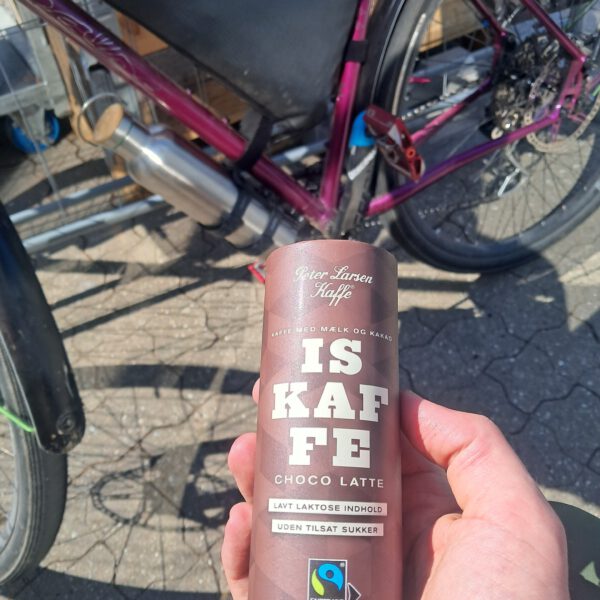 Peter Larsen
Kaffe
KAFFE MED MÆLK OG KAKAO
IS
KAF
FE
CHOCO LATTE
LAVT LAKTOSE INDHOLD
UDEN TILSAT SUKKER